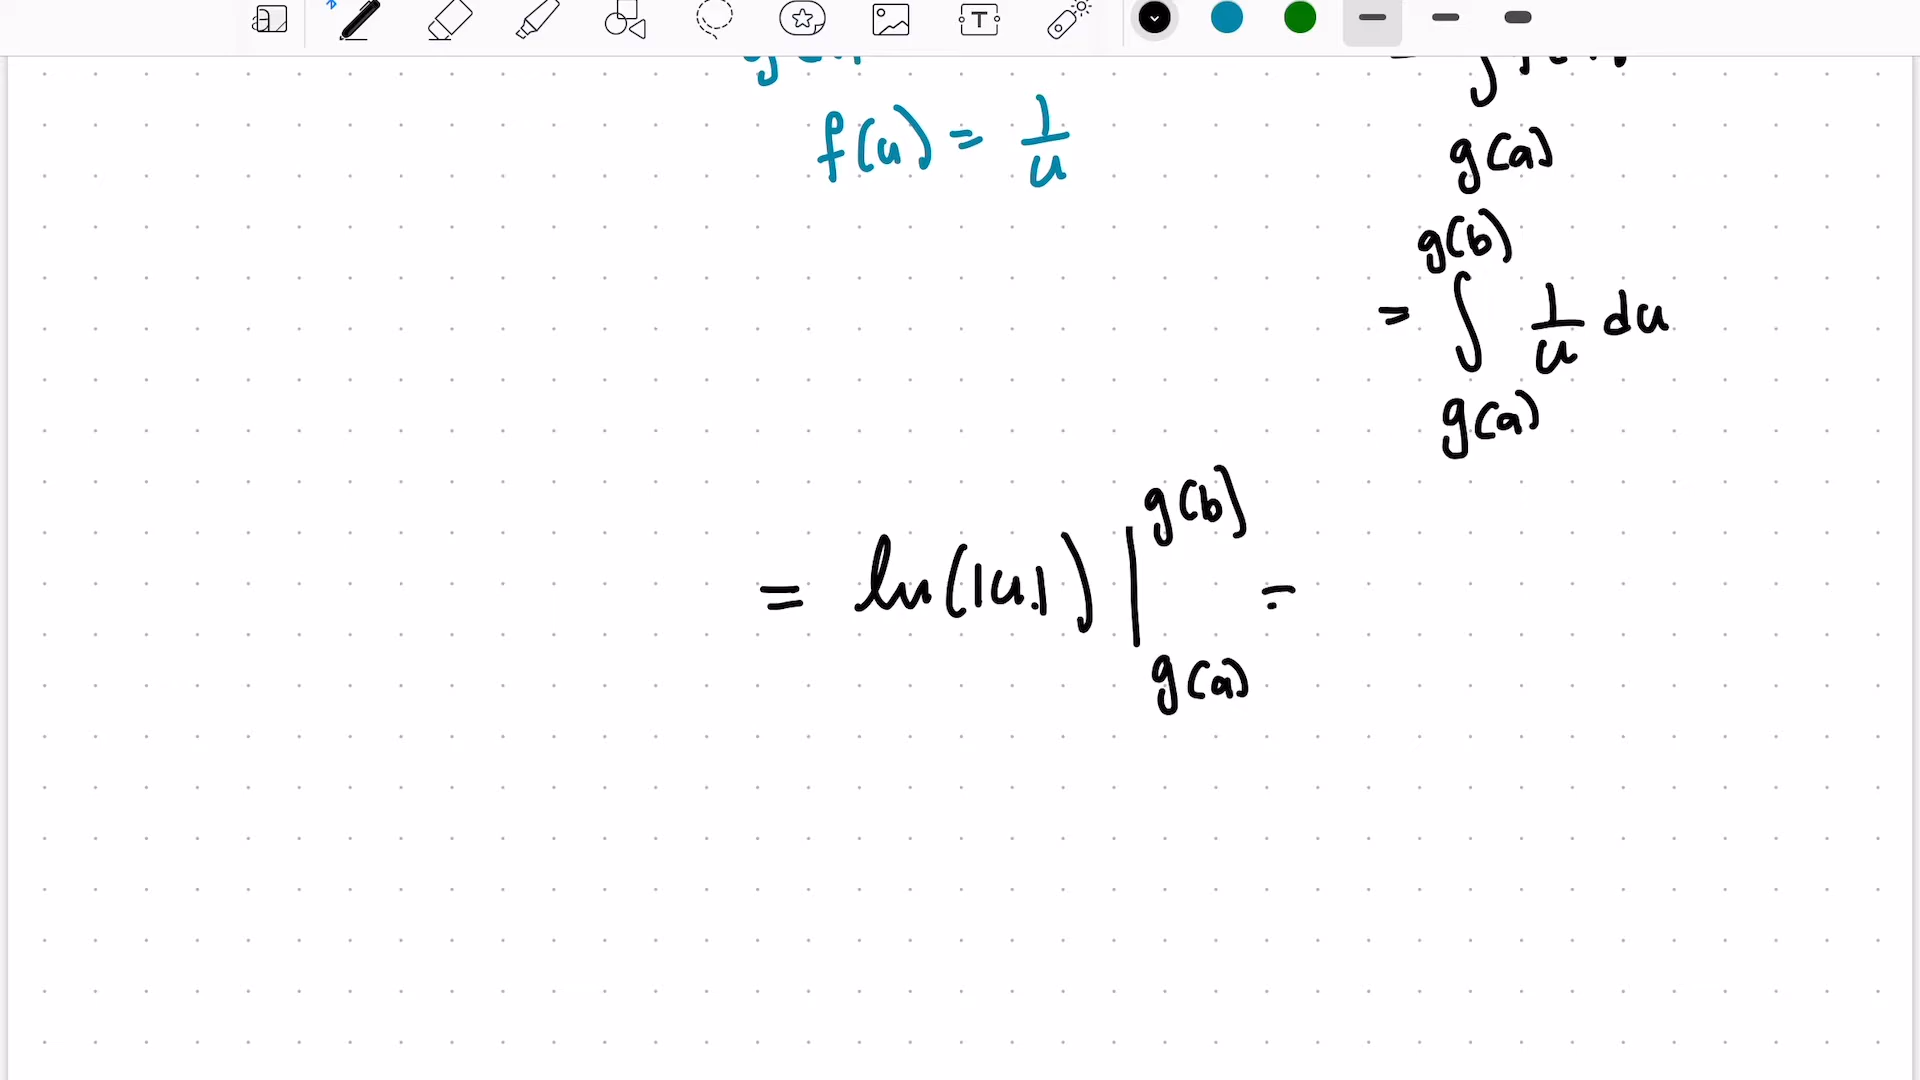 f(u) = 1/u
g(a)
g(b)
= ∫ 1/u du
g(a)
g(b)
= ln(|u|) | =
g(a)